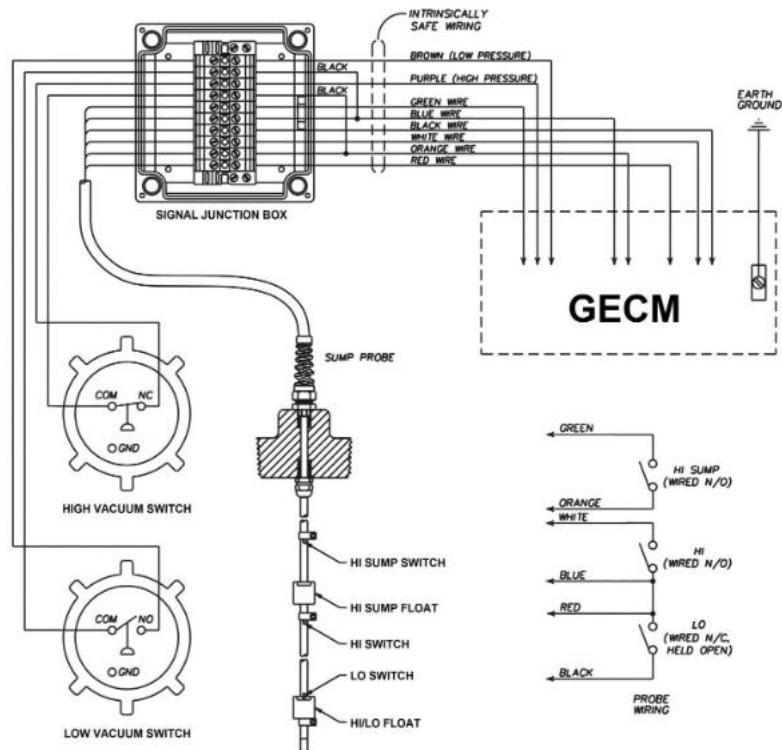 INTRINSICALLY
SAFE WIRING
BROWN (LOW PRESSURE)
BLACK
PURPLE (HIGH PRESSURE)
BLACK
GREEN WIRE
BLUE WIRE
BLACK WIRE
WHITE WIRE
ORANGE WIRE
RED WIRE
EARTH
GROUND
SIGNAL JUNCTION BOX
GECM
SUMP PROBE
COM NC
GND
HIGH VACUUM SWITCH
COM NO
GND
LOW VACUUM SWITCH
HI SUMP SWITCH
HI SUMP FLOAT
HI SWITCH
LO SWITCH
HI/LO FLOAT
GREEN
HI SUMP
(WIRED N/O)
ORANGE
WHITE
HI
(WIRED N/O)
BLUE
RED
LO
(WIRED N/C,
HELD OPEN)
BLACK
PROBE
WIRING